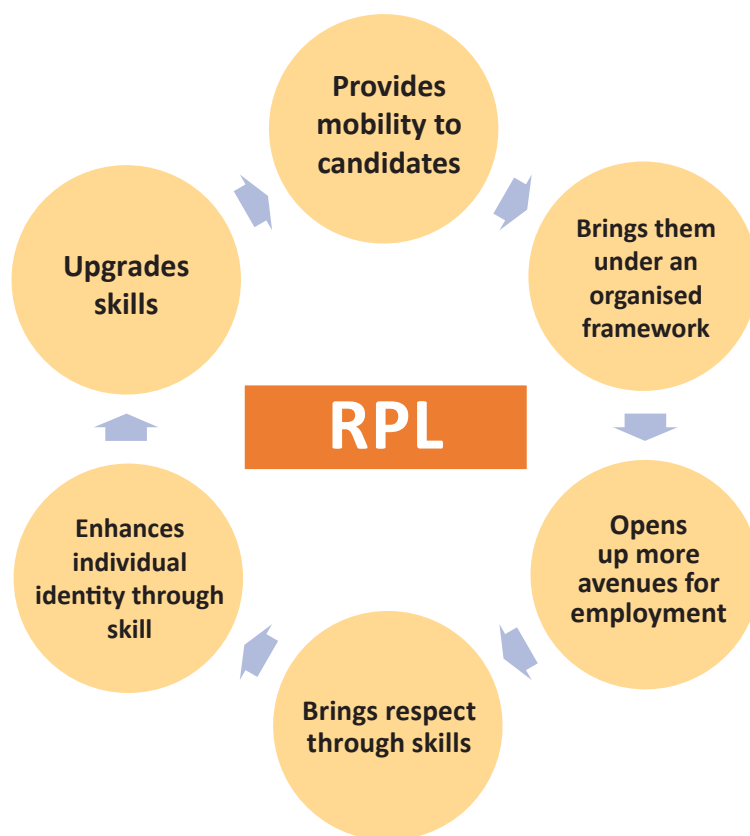 Provides
mobility to
candidates
Brings them
under an
organised
framework
Opens
up more
avenues for
employment
Brings respect
through skills
Enhances
individual
identity through
skill
Upgrades
skills
RPL